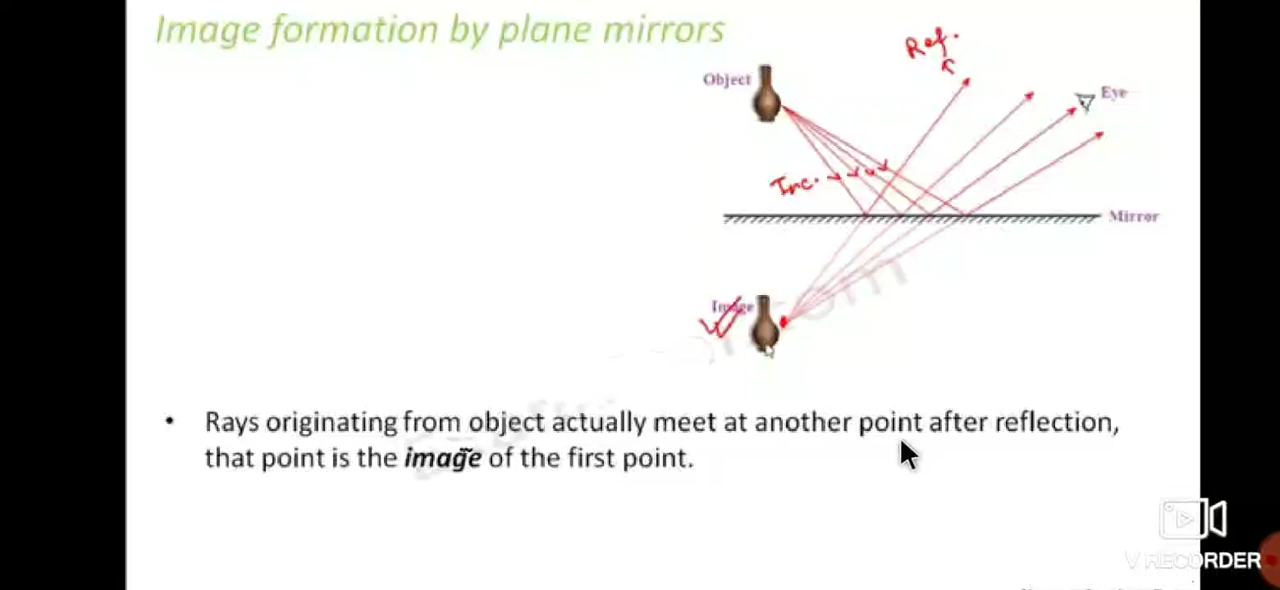 Image formation by plane mirrors
Ref.
Object
Eye
Inc.
Mirror
Image
• Rays originating from object actually meet at another point after reflection,
that point is the image of the first point.
V RECORDER